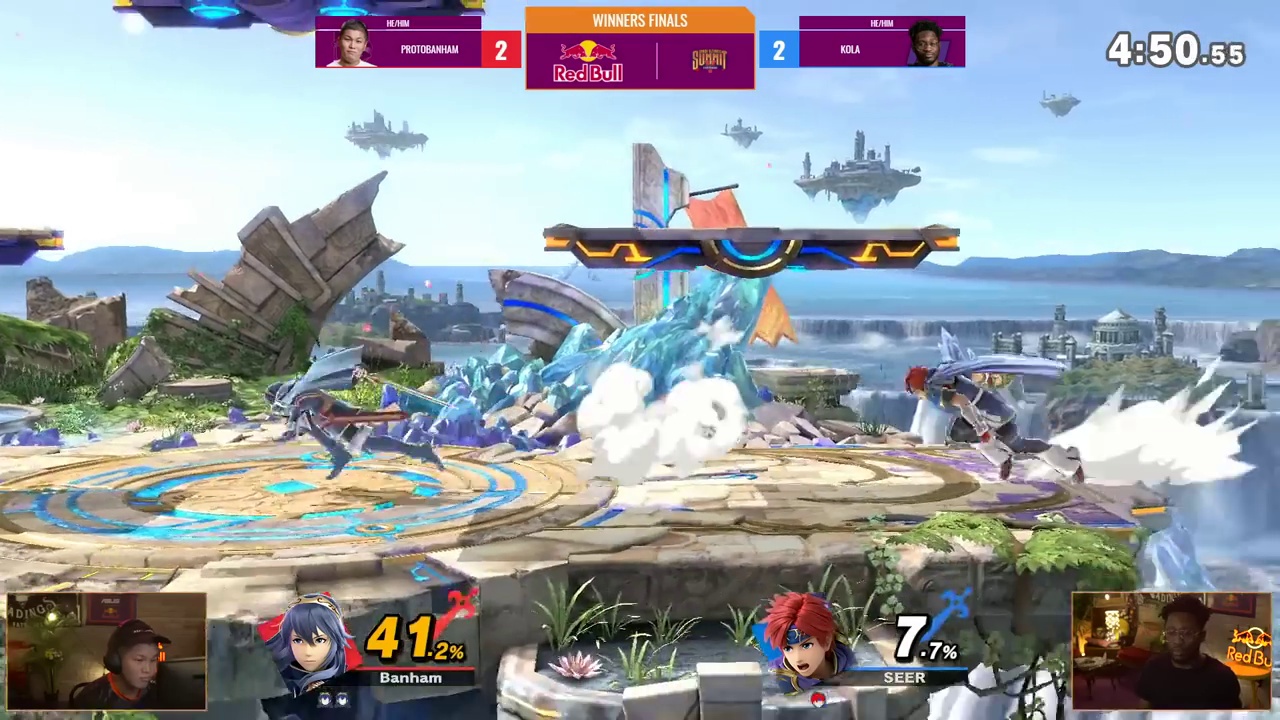 HE/HIM
PROTOBANHAM
2
WINNERS FINALS
Red Bull
SUMMIT
2
HE/HIM
KOLA
4:50.55
41.2%
Banham
7.7%
SEER
ADING
Red Bu